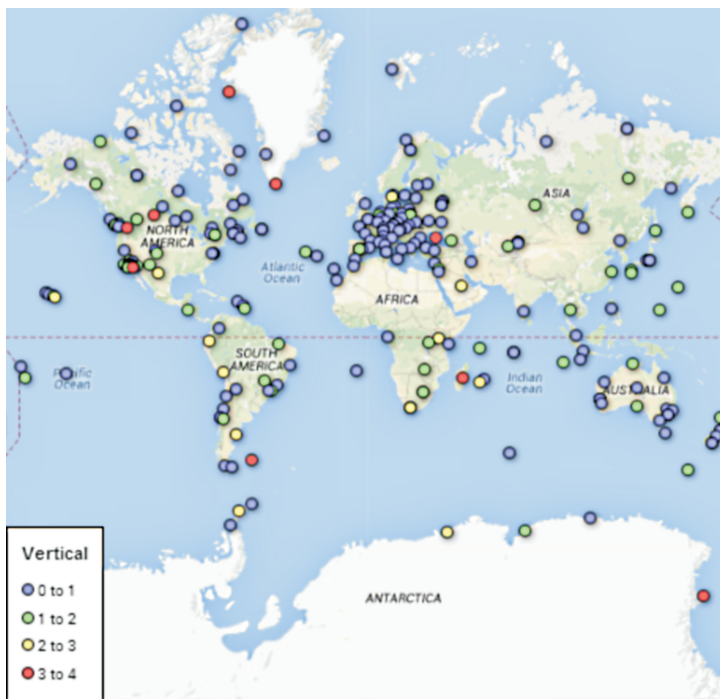 ASIA
NORTH
AMERICA
Atlantic
Ocean
AFRICA
SOUTH
AMERICA
Pacific
Ocean
Indian
Ocean
AUSTRALIA
Vertical
0 to 1
1 to 2
2 to 3
3 to 4
ANTARCTICA